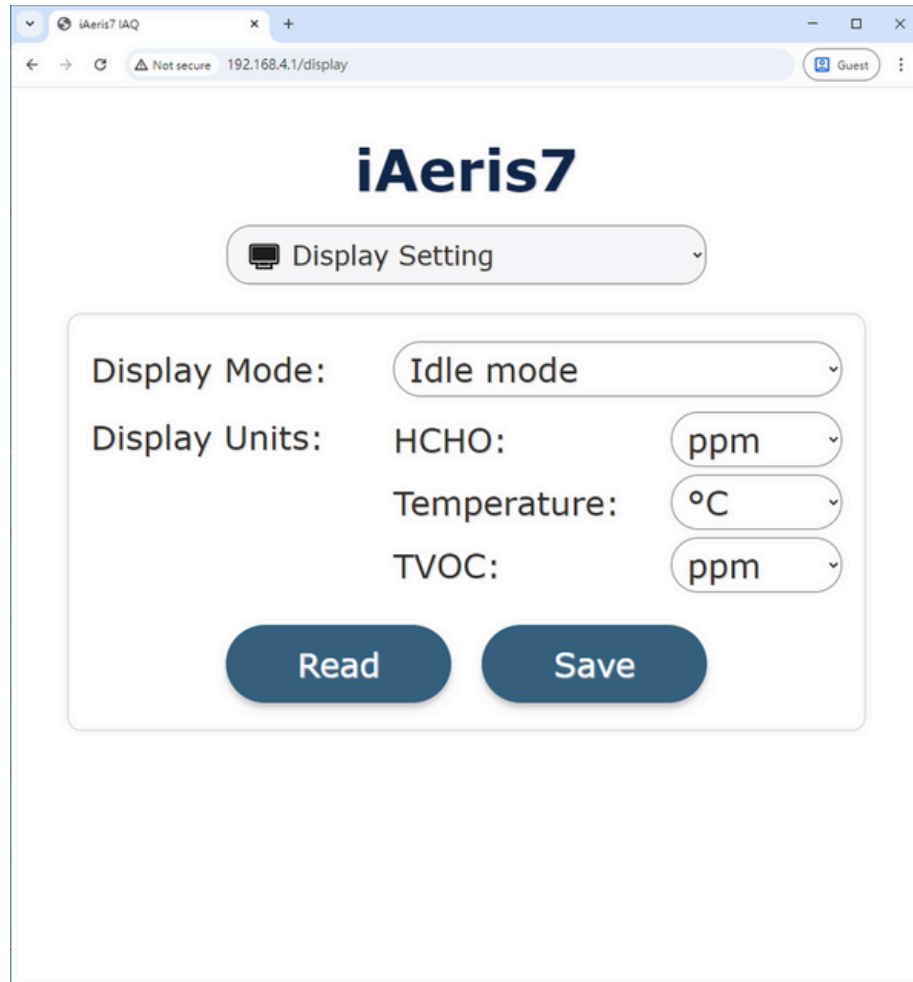 iAeris7 IAQ
Not secure 192.168.4.1/display Guest
iAeris7
Display Setting
Display Mode: Idle mode
Display Units: HCHO: ppm
Temperature: °C
TVOC: ppm
Read Save